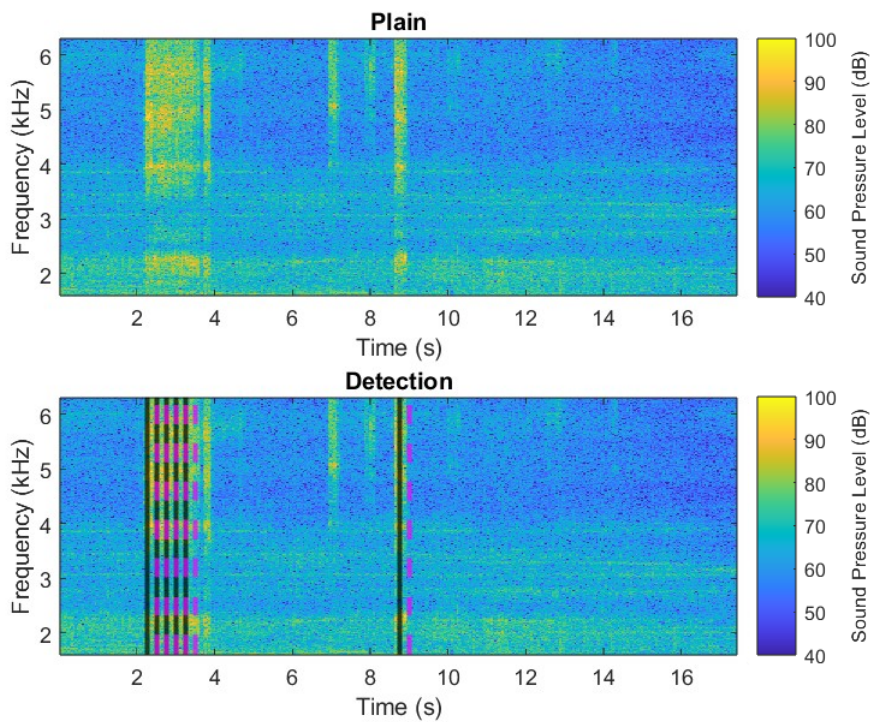 Plain
Frequency (kHz)
6
5
4
3
2
2 4 6 8 10 12 14 16
Time (s)
100
90
80
70
60
50
40
Sound Pressure Level (dB)
Detection
Frequency (kHz)
6
5
4
3
2
2 4 6 8 10 12 14 16
Time (s)
100
90
80
70
60
50
40
Sound Pressure Level (dB)